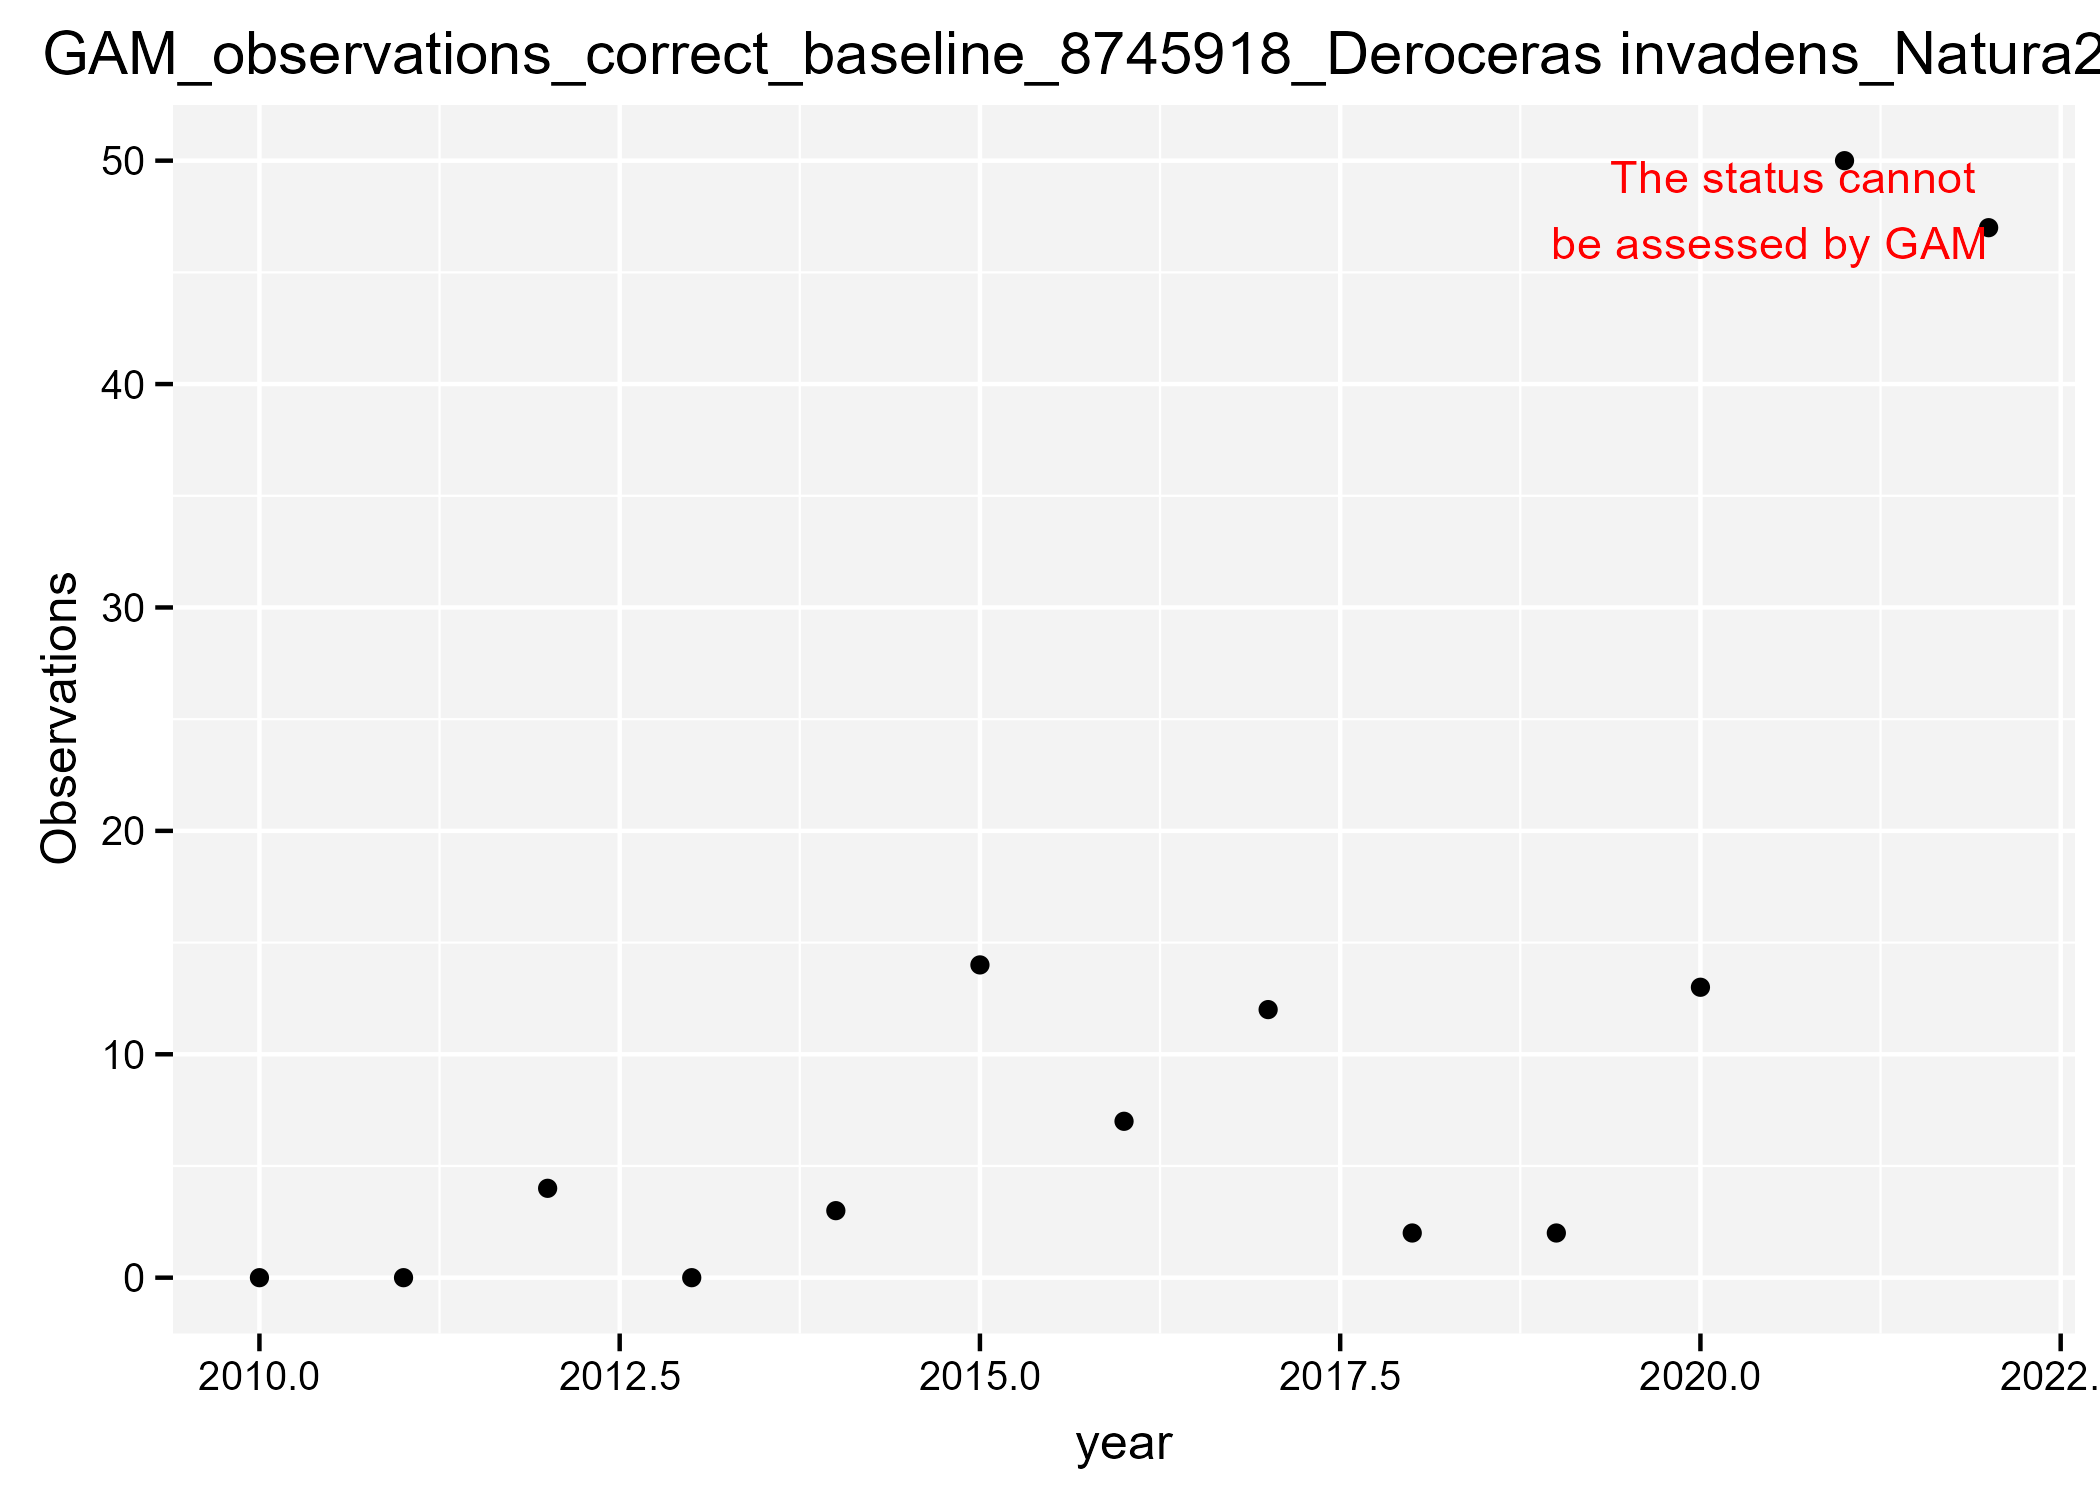 GAM_observations_correct_baseline_8745918_Deroceras invadens_Natura2
50
The status cannot
be assessed by GAM
40
30
20
10
0
Observations
2010.0 2012.5 2015.0 2017.5 2020.0 2022.
year